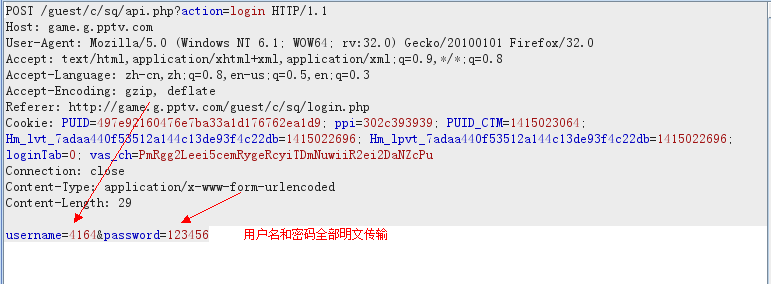 POST /guest/c/sq/api.php?action=login HTTP/1.1
Host: game.g.pptv.com
User-Agent: Mozilla/5.0 (Windows NT 6.1; WOW64; rv:32.0) Gecko/20100101 Firefox/32.0
Accept: text/html,application/xhtml+xml,application/xml;q=0.9,*/*;q=0.8
Accept-Language: zh-cn,zh;q=0.8,en-us;q=0.5,en;q=0.3
Accept-Encoding: gzip, deflate
Referer: http://game.g.pptv.com/guest/c/sq/login.php
Cookie: PUID=497e92160476e7ba33a1d176762ea1d9; ppi=302c393939; PUID_CTM=1415023064;
Hm_lvt_7adaa440f53512a144c13de93f4c22db=1415022696; Hm_lpvt_7adaa440f53512a144c13de93f4c22db=1415022696;
loginTab=0; vas_ch=PmRgg2Leei5cemRygeRcyiTDmNuwiiR2ei2DaNZcPu
Connection: close
Content-Type: application/x-www-form-urlencoded
Content-Length: 29
username=4164&password=123456 用户名和密码全部明文传输